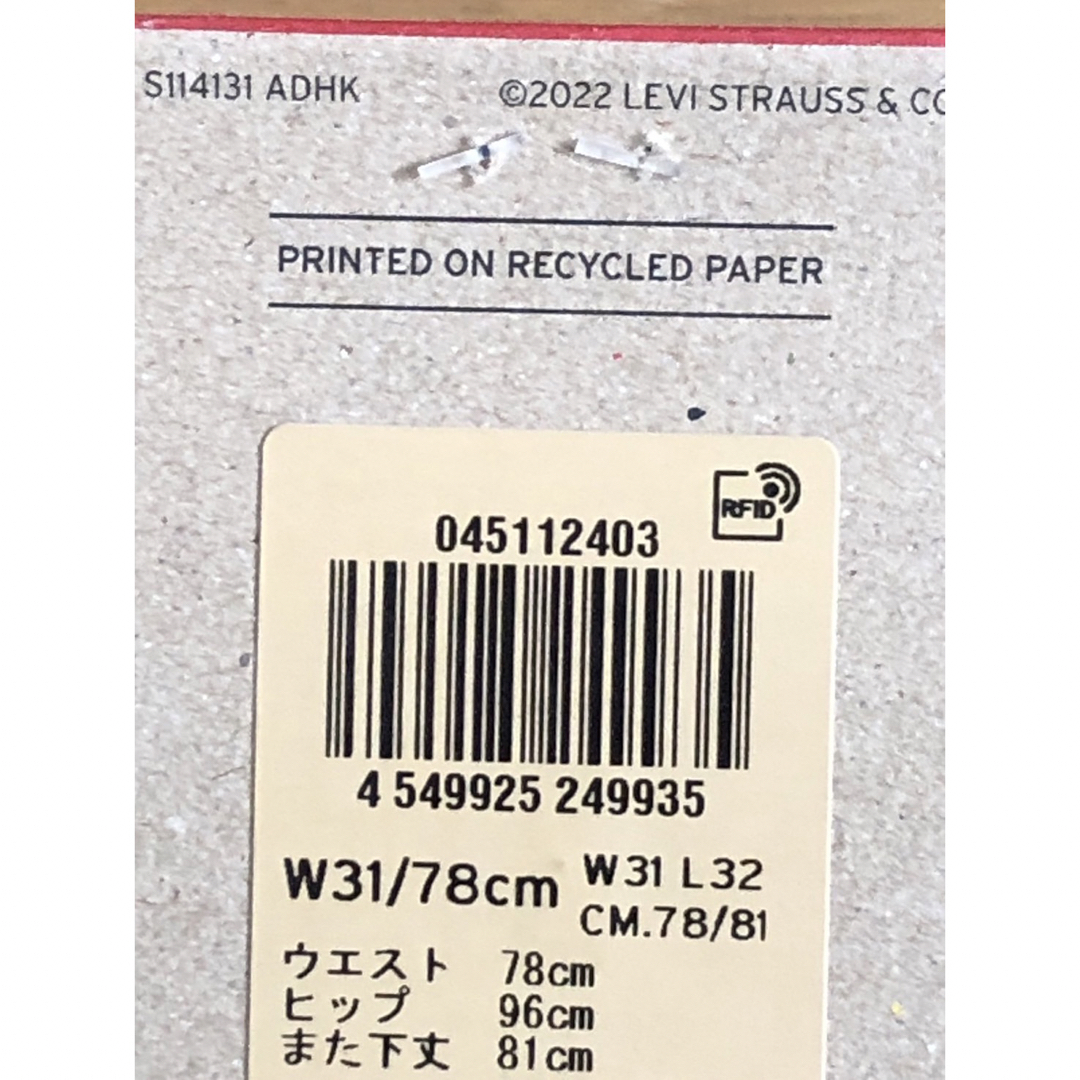 S114131 ADHK ©2022 LEVI STRAUSS & CO
PRINTED ON RECYCLED PAPER
RFID
045112403
4 549925 249935
W31/78cm W31 L32
CM.78/81
ウエスト 78cm
ヒップ 96cm
また下丈 81cm